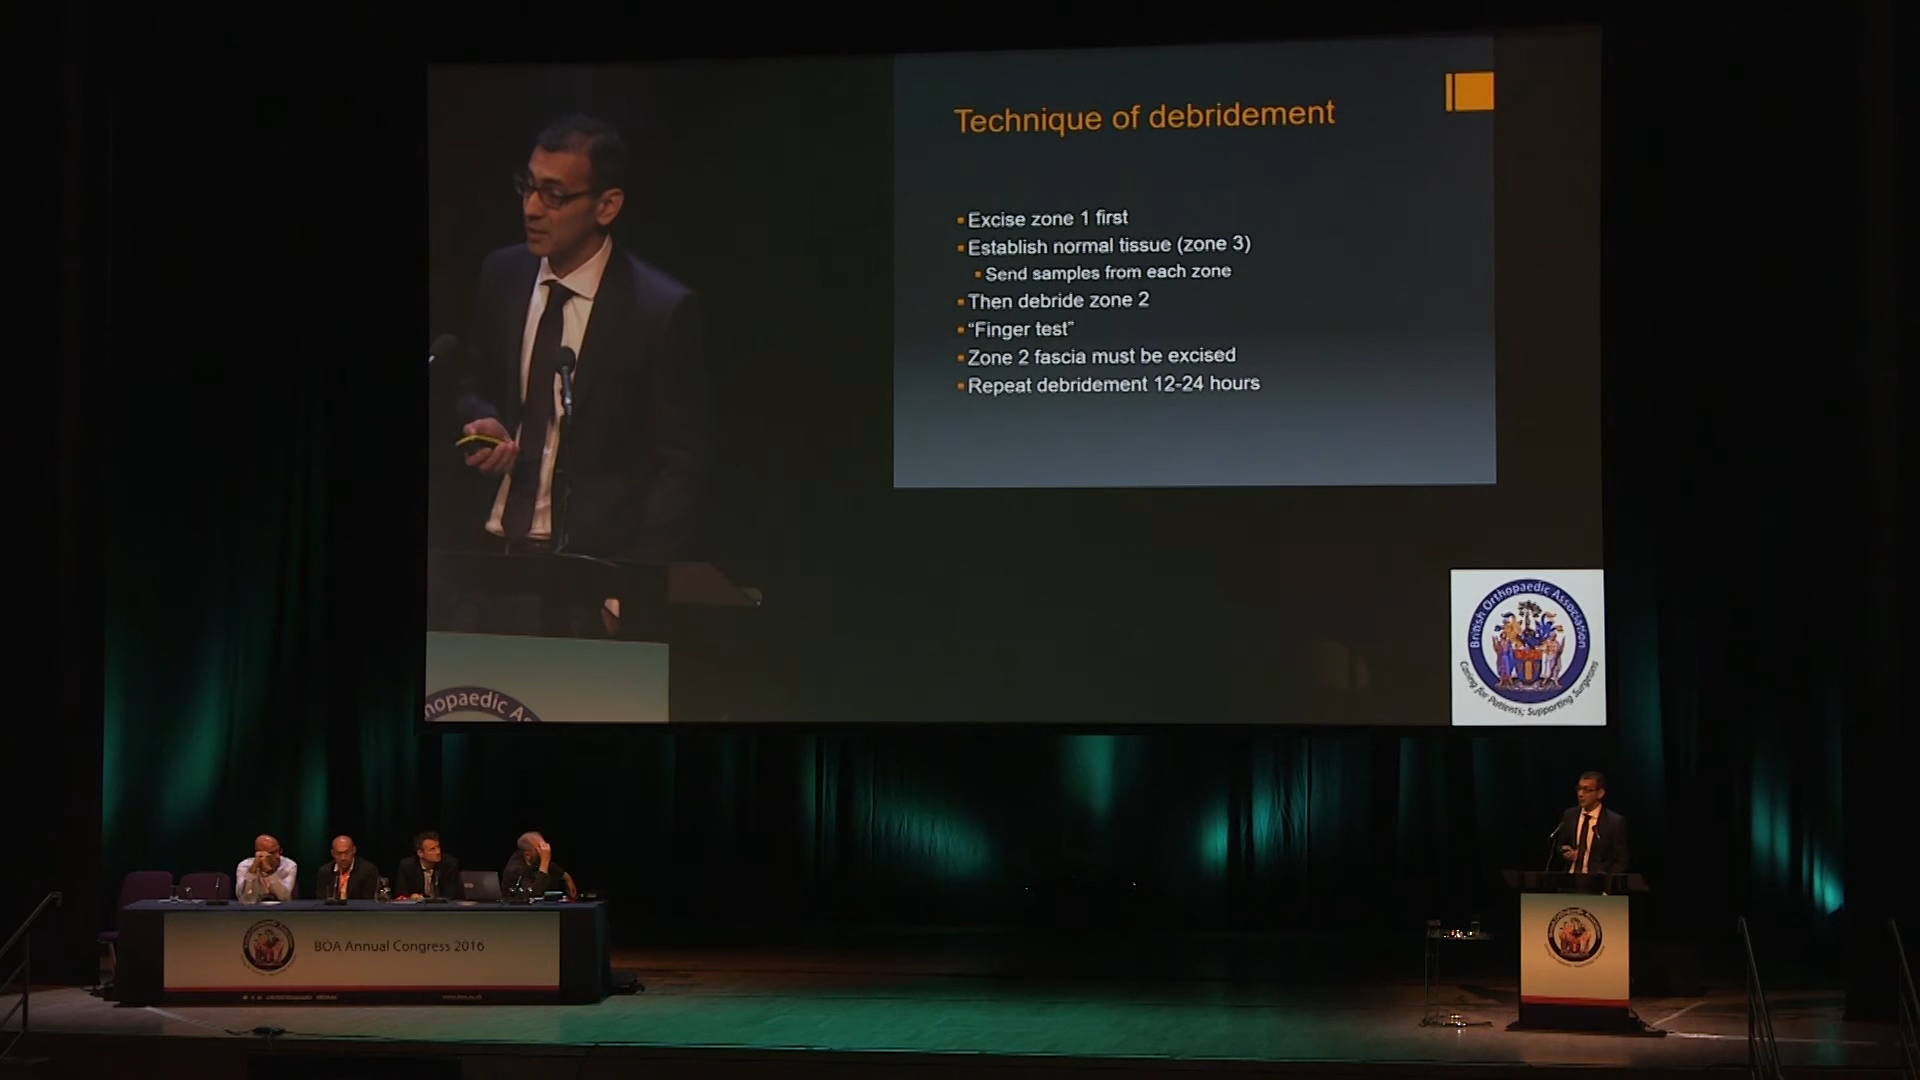 Technique of debridement
Excise zone 1 first
Establish normal tissue (zone 3)
Send samples from each zone
Then debride zone 2
“Finger test”
Zone 2 fascia must be excised
Repeat debridement 12-24 hours
British Orthopaedic Association
Caring for Patients; Supporting Surgeons
hopaedic As
BOA Annual Congress 2016